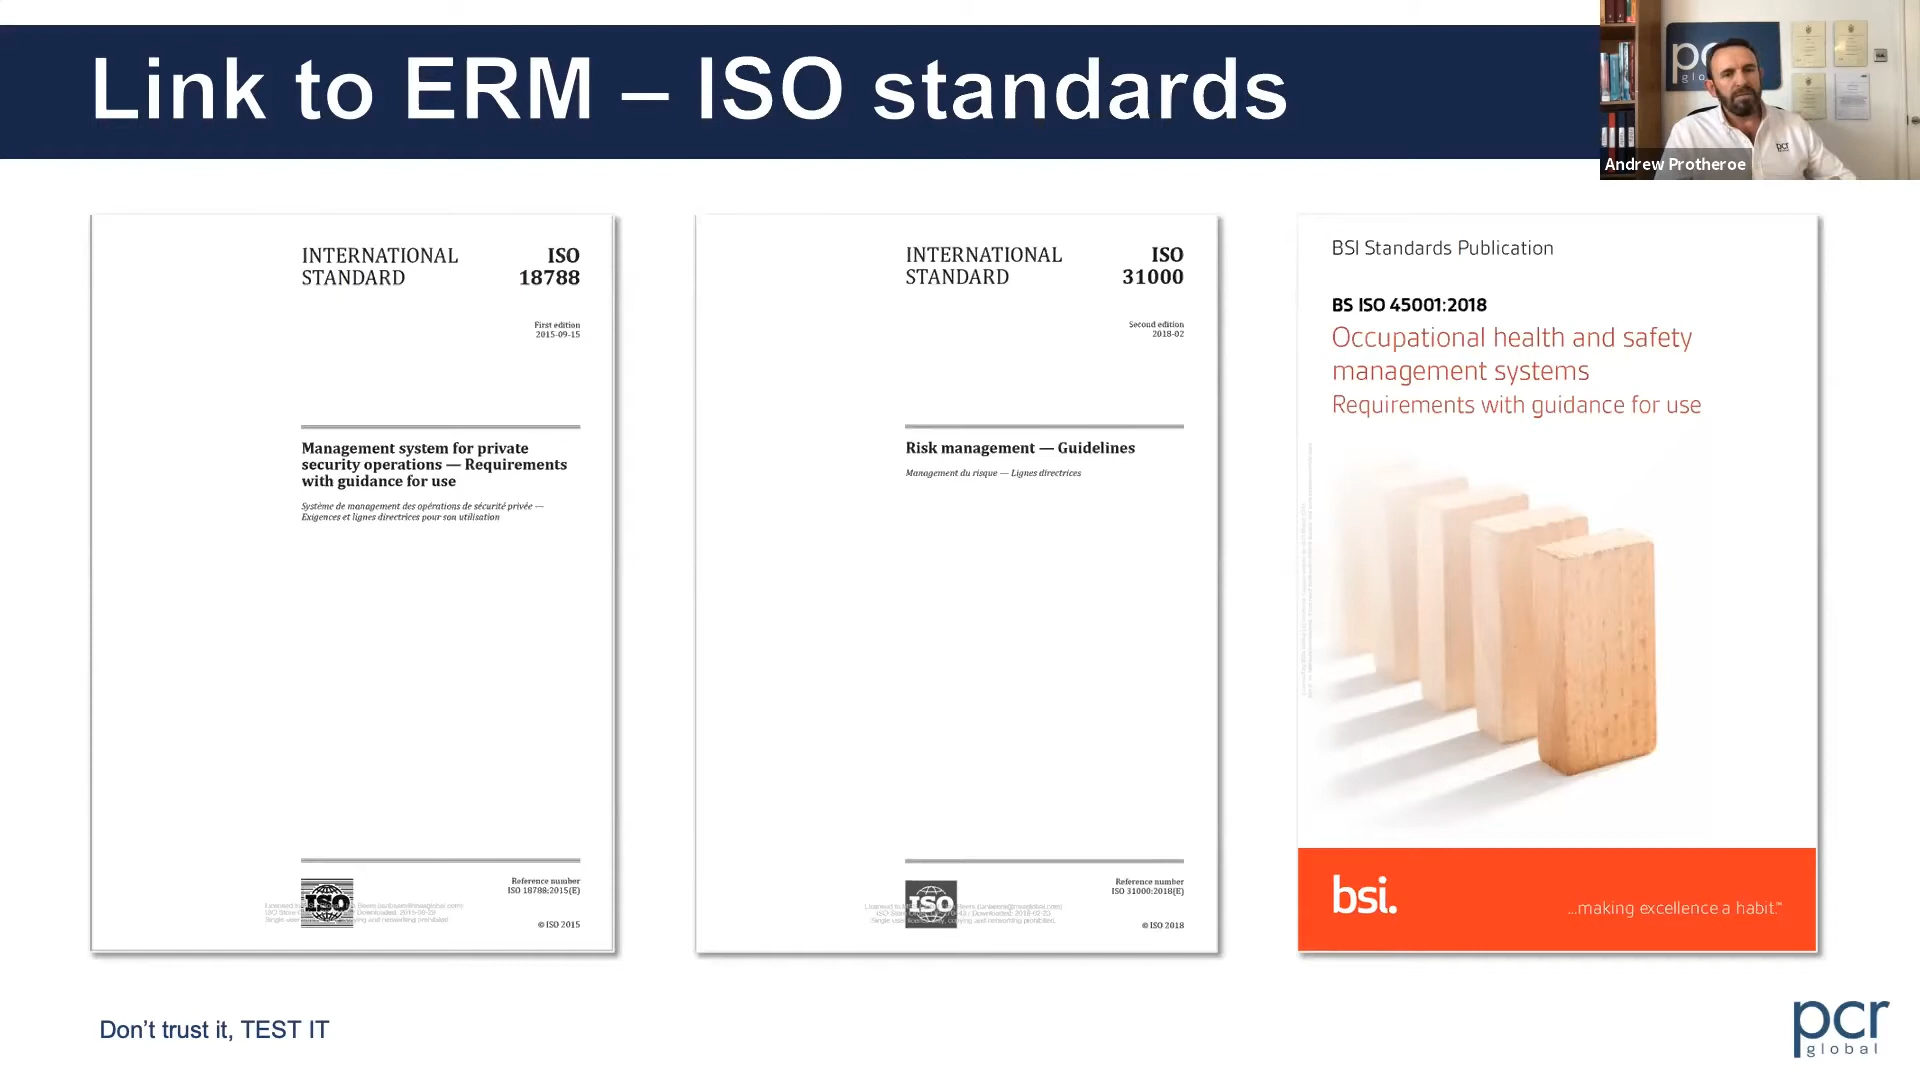 Link to ERM – ISO standards
pcr
Andrew Protheroe
INTERNATIONAL
STANDARD
ISO
18788
First edition
2015-09-15
Management system for private
security operations — Requirements
with guidance for use
Système de management des opérations de sécurité privée —
Exigences et lignes directrices pour son utilisation
ISO
Reference number
ISO 18788:2015(E)
© ISO 2015
INTERNATIONAL
STANDARD
ISO
31000
Second edition
2018-02
Risk management — Guidelines
Management du risque — Lignes directrices
ISO
Reference number
ISO 31000:2018(E)
© ISO 2018
BSI Standards Publication
BS ISO 45001:2018
Occupational health and safety
management systems
Requirements with guidance for use
bsi.
...making excellence a habit.™
Don’t trust it, TEST IT
pcr
global